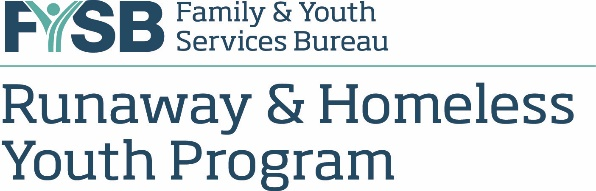 FYSB Family & Youth
Services Bureau
Runaway & Homeless
Youth Program